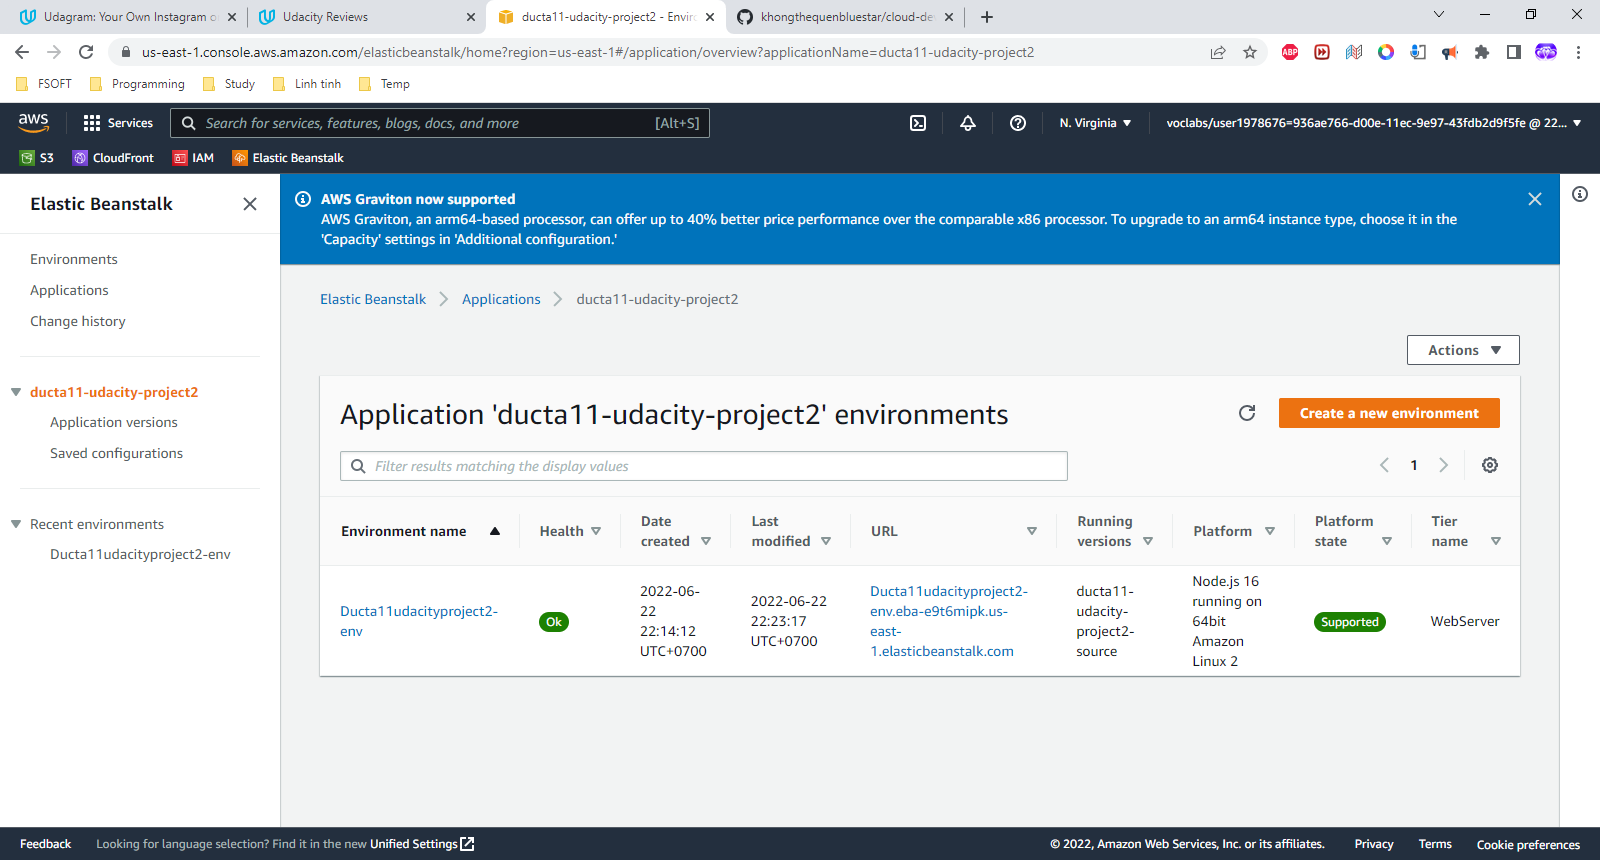 Udagram: Your Own Instagram o
Udacity Reviews
ducta11-udacity-project2 - Envir
khongthequenbluestar/cloud-de
us-east-1.console.aws.amazon.com/elasticbeanstalk/home?region=us-east-1#/application/overview?applicationName=ducta11-udacity-project2
ABP
FSOFT
Programming
Study
Linh tinh
Temp
aws
Services
Search for services, features, blogs, docs, and more
[Alt+S]
N. Virginia
voclabs/user1978676=936ae766-d00e-11ec-9e97-43fdb2d9f5fe @ 22...
S3
CloudFront
IAM
Elastic Beanstalk
Elastic Beanstalk
Environments
Applications
Change history
ducta11-udacity-project2
Application versions
Saved configurations
Recent environments
Ducta11udacityproject2-env
AWS Graviton now supported
AWS Graviton, an arm64-based processor, can offer up to 40% better price performance over the comparable x86 processor. To upgrade to an arm64 instance type, choose it in the
'Capacity' settings in 'Additional configuration.'
Elastic Beanstalk
Applications
ducta11-udacity-project2
Actions
Application 'ducta11-udacity-project2' environments
Create a new environment
Filter results matching the display values
1
Environment name
Health
Date
created
Last
modified
URL
Running
versions
Platform
Platform
state
Tier
name
Ducta11udacityproject2-
env
Ok
2022-06-
22
22:14:12
UTC+0700
2022-06-22
22:23:17
UTC+0700
Ducta11udacityproject2-
env.eba-e9t6mipk.us-
east-
1.elasticbeanstalk.com
ducta11-
udacity-
project2-
source
Node.js 16
running on
64bit
Amazon
Linux 2
Supported
WebServer
Feedback
Looking for language selection? Find it in the new Unified Settings
© 2022, Amazon Web Services, Inc. or its affiliates.
Privacy
Terms
Cookie preferences